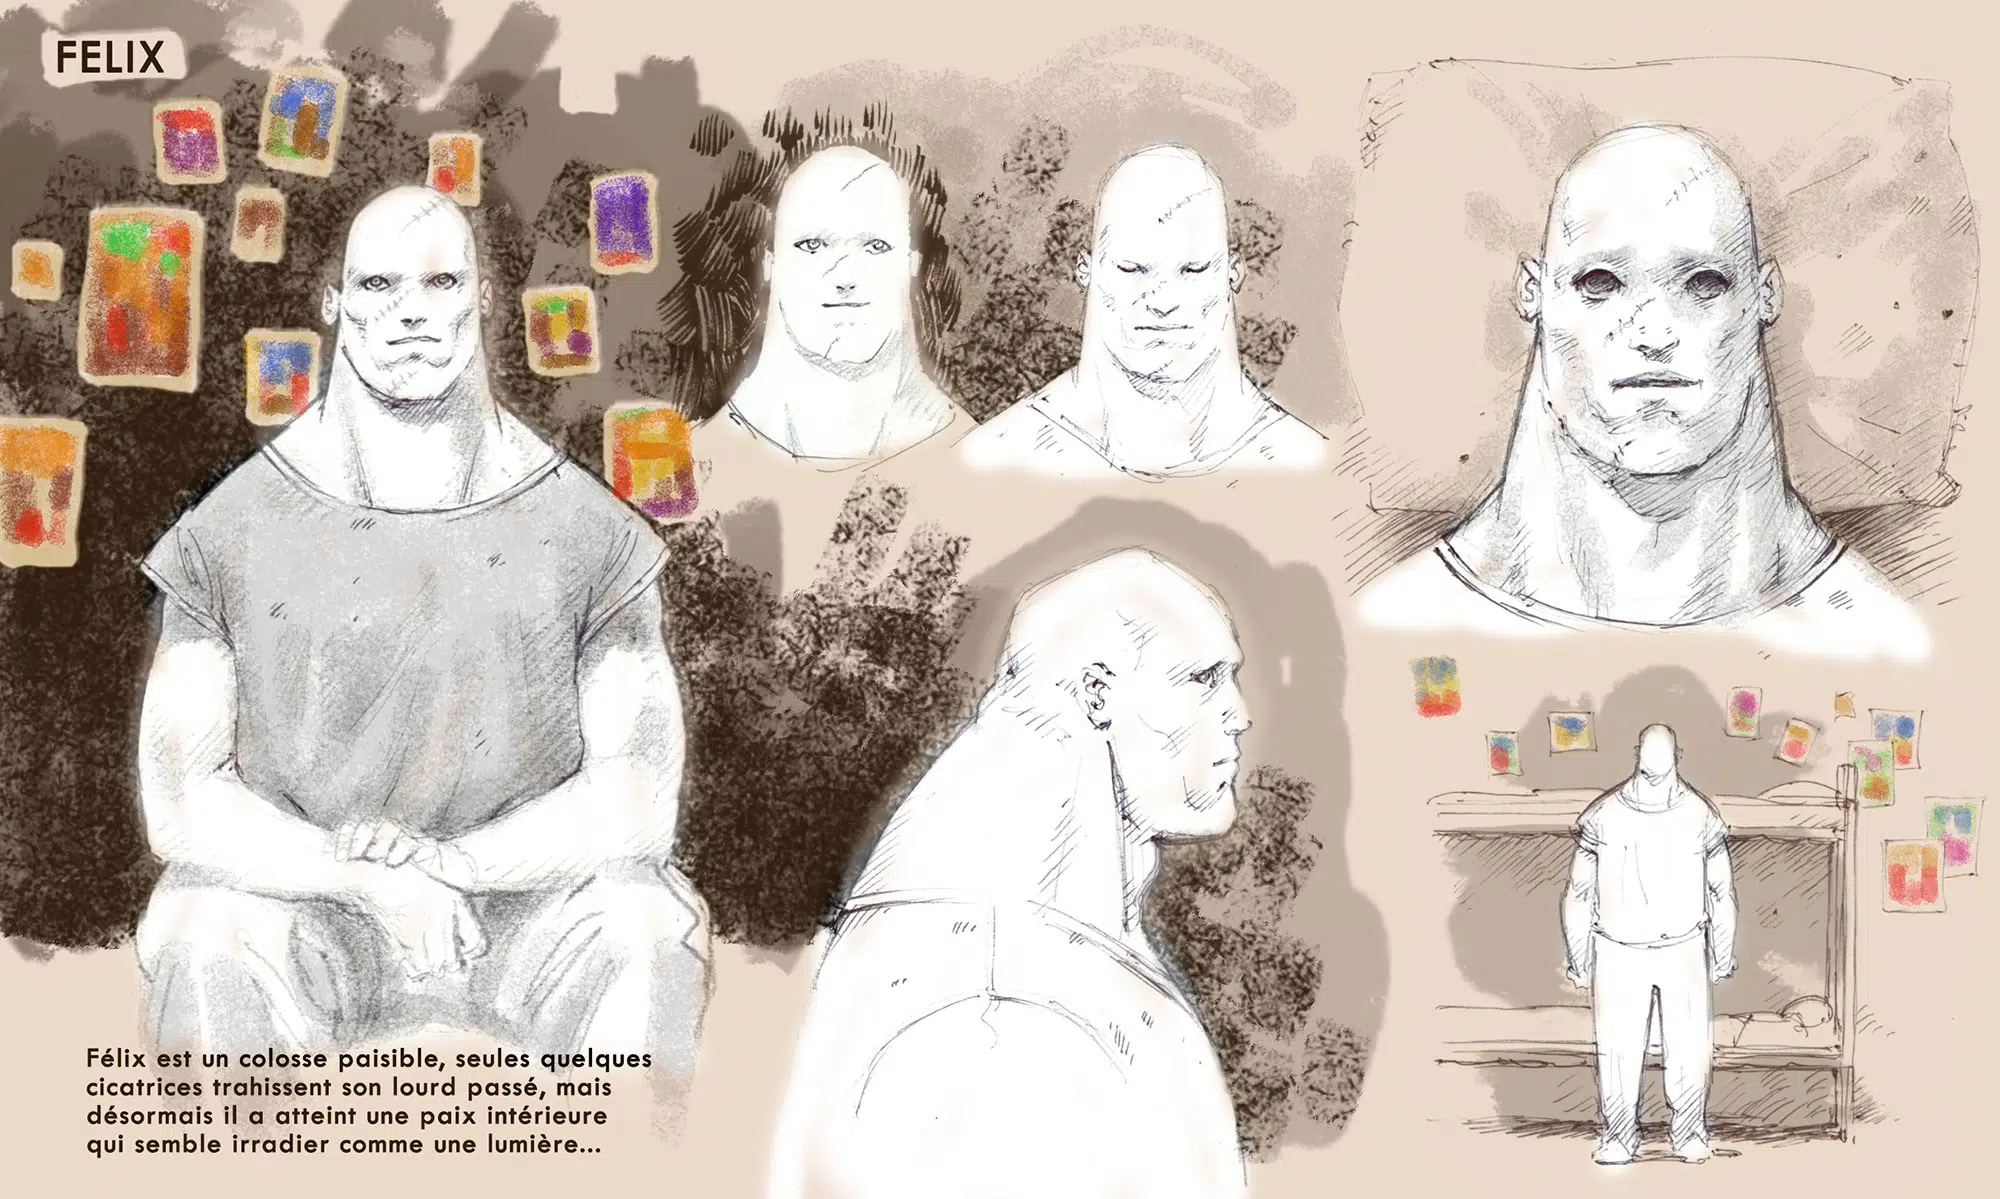 FELIX
Félix est un colosse paisible, seules quelques
cicatrices trahissent son lourd passé, mais
désormais il a atteint une paix intérieure
qui semble irradier comme une lumière...